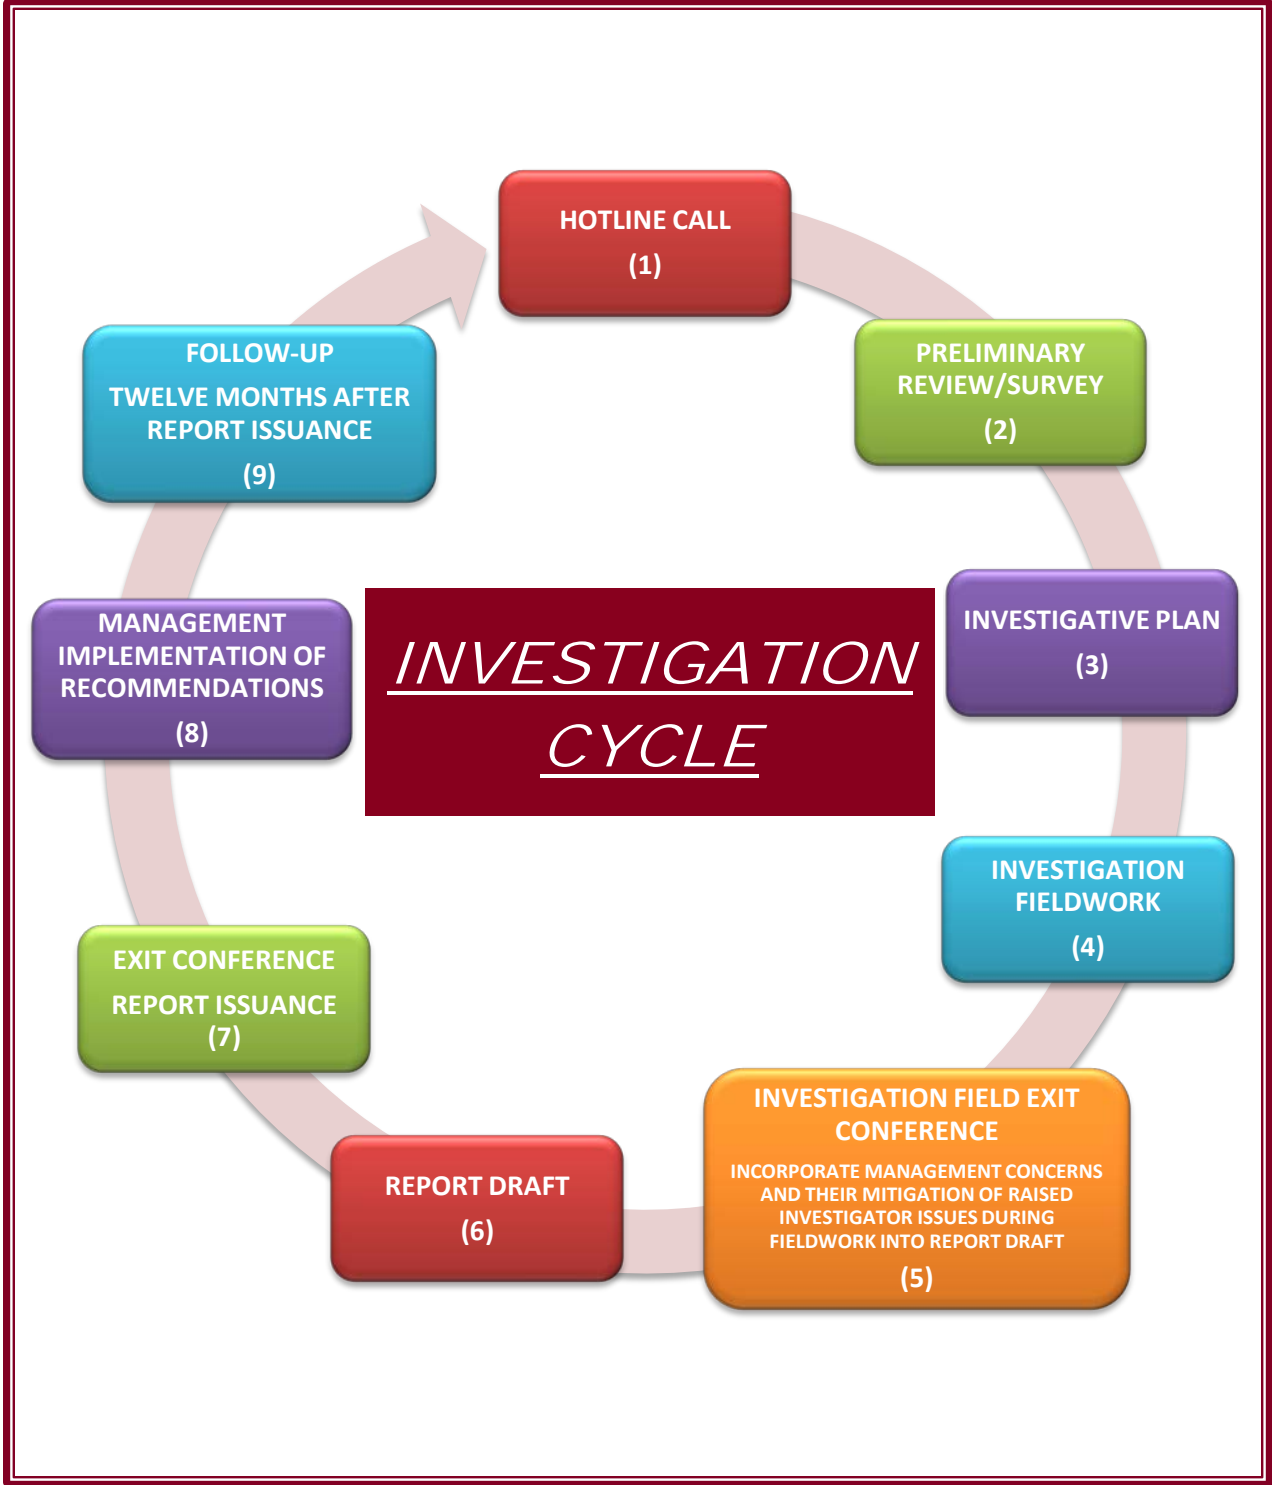 HOTLINE CALL
(1)
PRELIMINARY
REVIEW/SURVEY
(2)
INVESTIGATIVE PLAN
(3)
INVESTIGATION
FIELDWORK
(4)
INVESTIGATION FIELD EXIT
CONFERENCE
INCORPORATE MANAGEMENT CONCERNS
AND THEIR MITIGATION OF RAISED
INVESTIGATOR ISSUES DURING
FIELDWORK INTO REPORT DRAFT
(5)
REPORT DRAFT
(6)
EXIT CONFERENCE
REPORT ISSUANCE
(7)
MANAGEMENT
IMPLEMENTATION OF
RECOMMENDATIONS
(8)
FOLLOW-UP
TWELVE MONTHS AFTER
REPORT ISSUANCE
(9)
INVESTIGATION
CYCLE